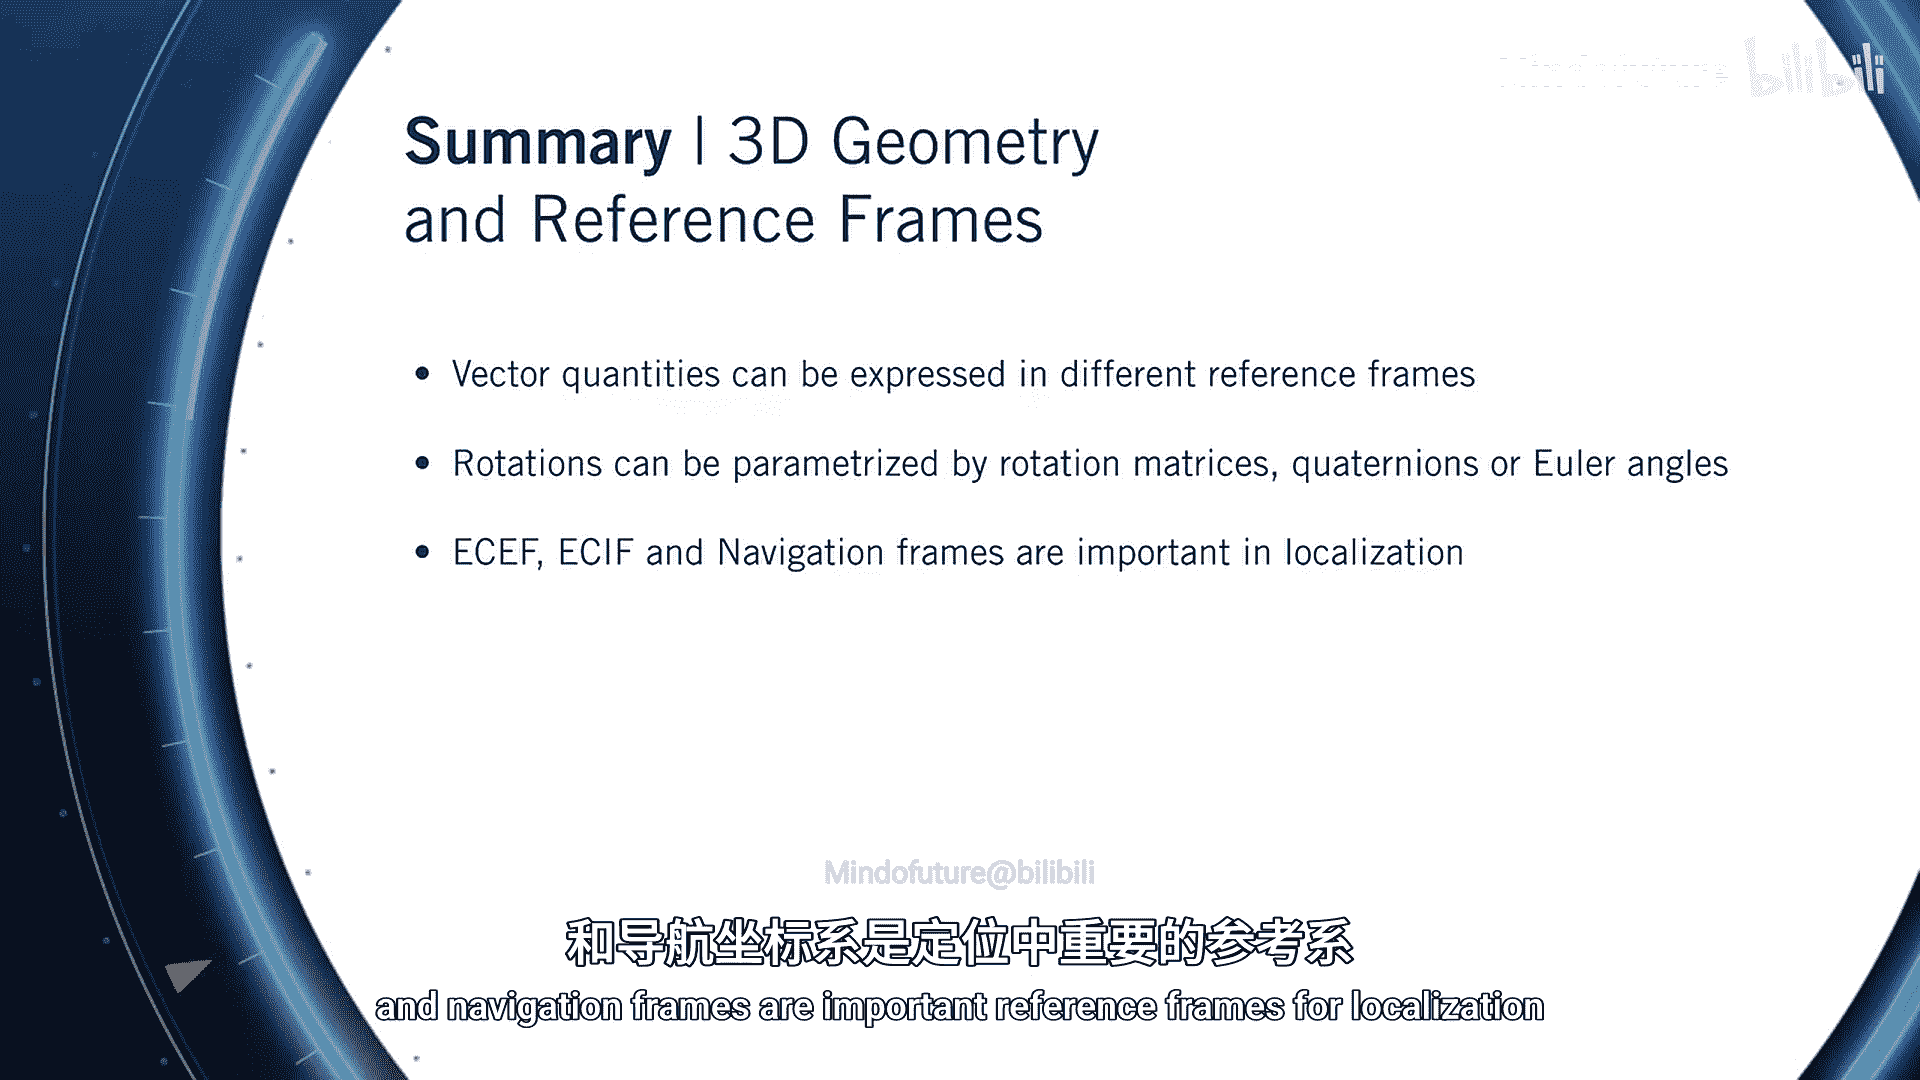 bilibili
Summary | 3D Geometry
and Reference Frames
• Vector quantities can be expressed in different reference frames
• Rotations can be parametrized by rotation matrices, quaternions or Euler angles
• ECEF, ECIF and Navigation frames are important in localization
Mindofuture@bilibili
和导航坐标系是定位中重要的参考系
and navigation frames are important reference frames for localization